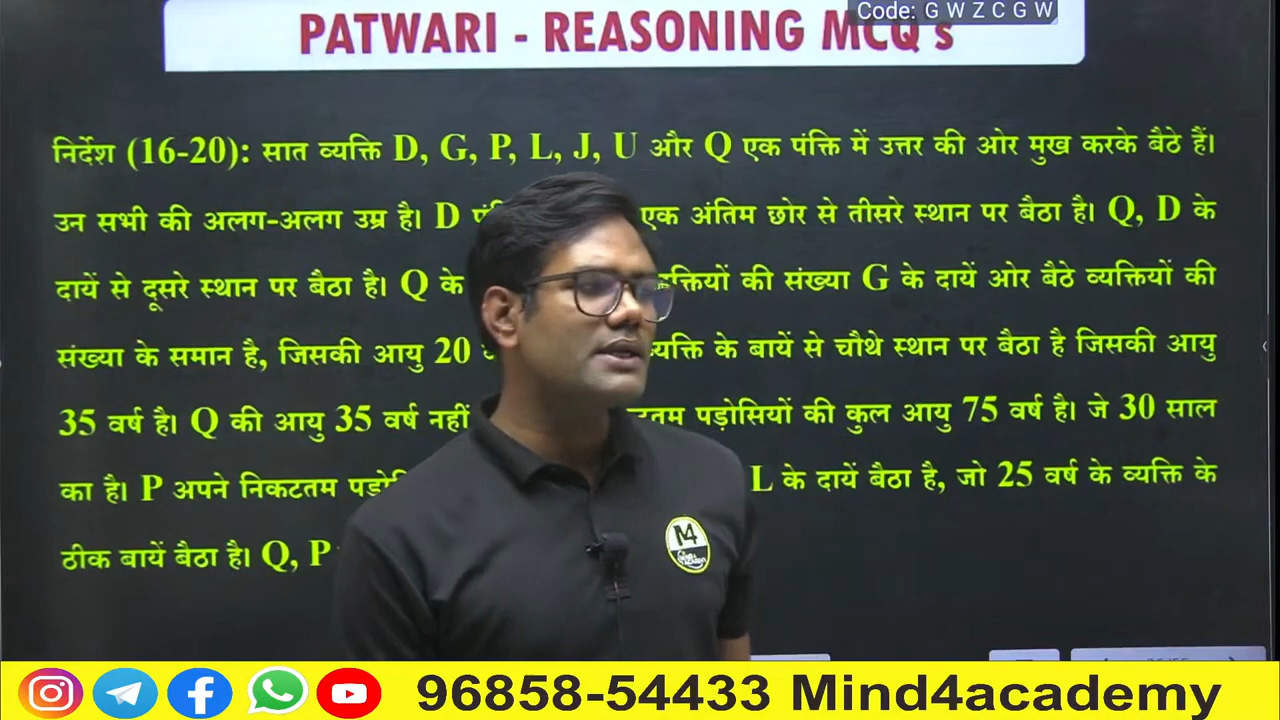 Code: G W Z C G W
PATWARI - REASONING MCQ's
निर्देश (16-20): सात व्यक्ति D, G, P, L, J, U और Q एक पंक्ति में उत्तर की ओर मुख करके बैठे हैं।
उन सभी की अलग-अलग उम्र है। D एक अंतिम छोर से तीसरे स्थान पर बैठा है। Q, D के
दायें से दूसरे स्थान पर बैठा है। Q के की संख्या G के दायें ओर बैठे व्यक्तियों की
संख्या के समान है, जिसकी आयु 20 के बायें से चौथे स्थान पर बैठा है जिसकी आयु
35 वर्ष है। Q की आयु 35 वर्ष नहीं पड़ोसियों की कुल आयु 75 वर्ष है। जे 30 साल
का है। P अपने निकटतम L के दायें बैठा है, जो 25 वर्ष के व्यक्ति के
ठीक बायें बैठा है। Q, P
M4
96858-54433 Mind4academy